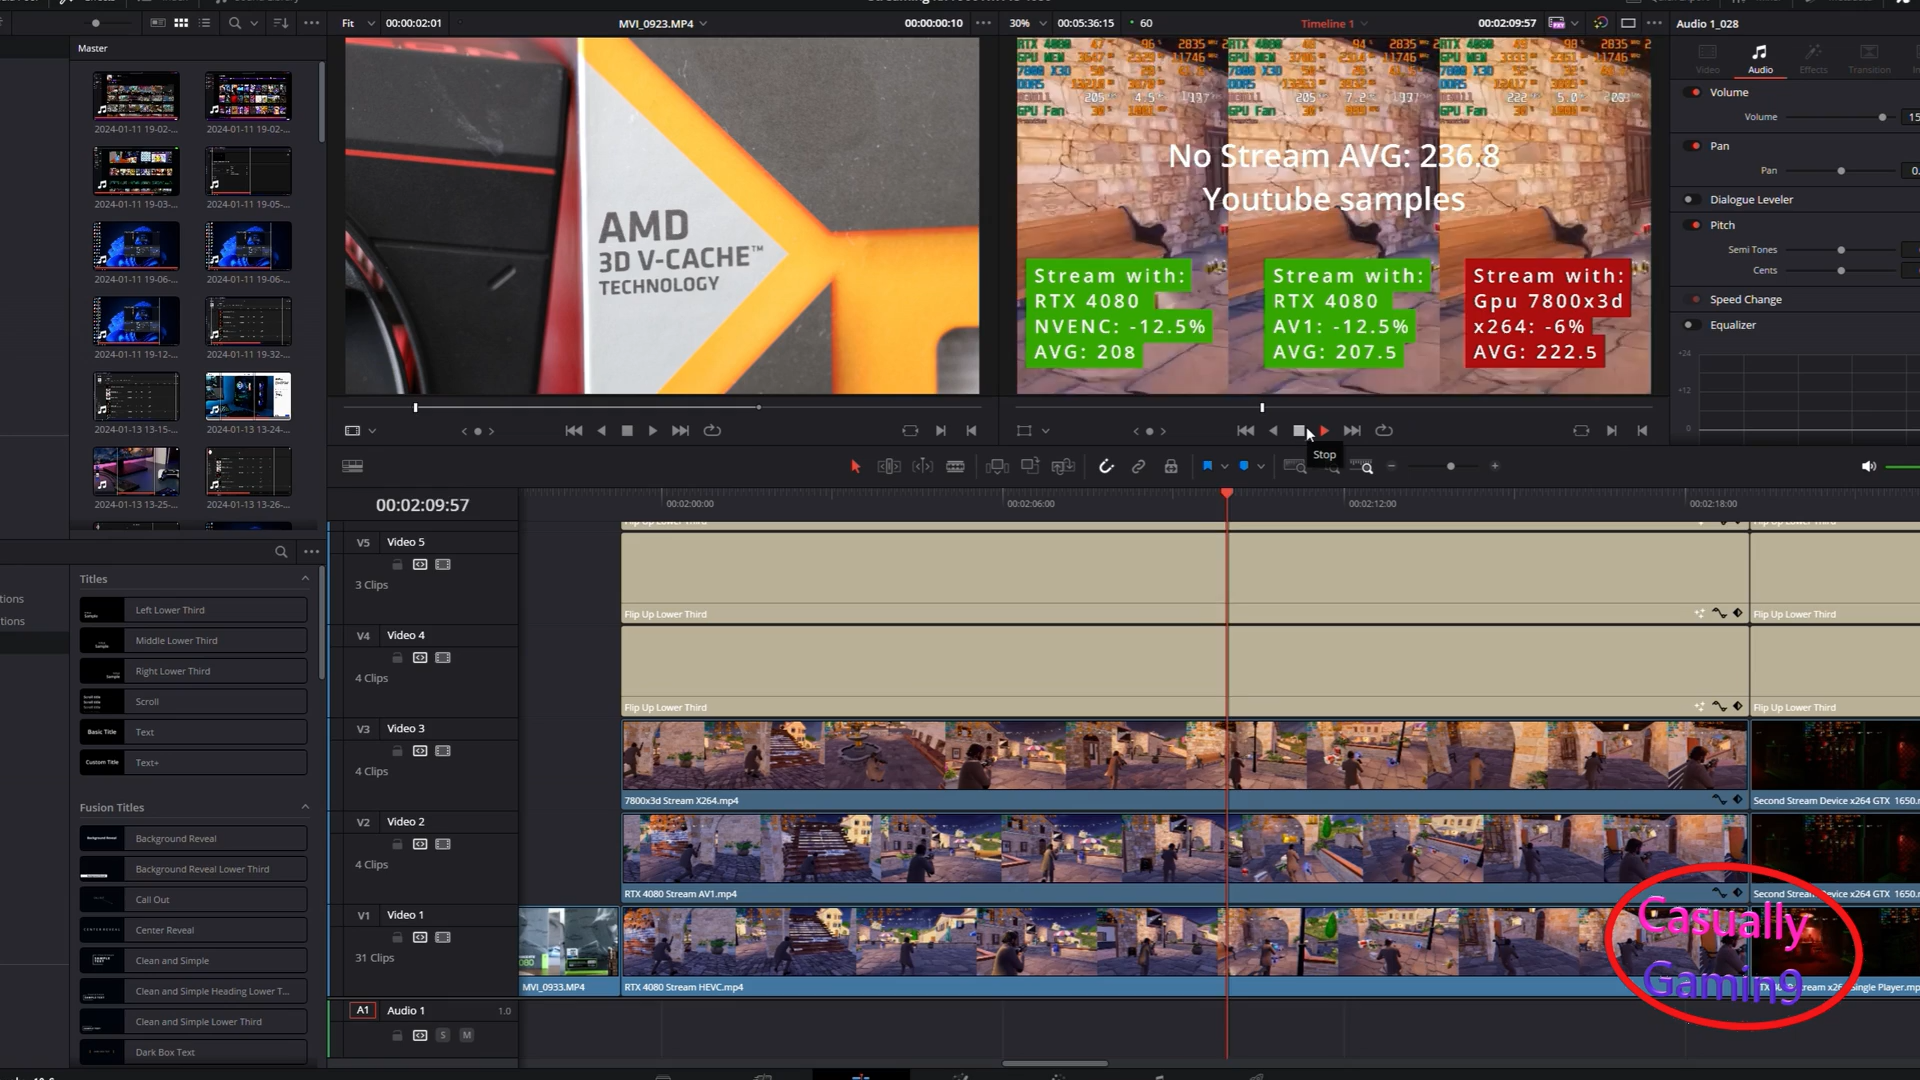 Fit
00:00:02:01
MVI_0923.MP4
00:00:00:10
30%
00:05:36:15
60
Timeline 1
00:02:09:57
Audio 1_028
Master
Video
Audio
Effects
Transition
2024-01-11 19-02-...
2024-01-11 19-02-...
2024-01-11 19-03-...
2024-01-11 19-05-...
2024-01-11 19-06-...
2024-01-11 19-06-...
2024-01-11 19-12-...
2024-01-11 19-32-...
2024-01-13 13-15-...
2024-01-13 13-24-...
2024-01-13 13-25-...
2024-01-13 13-26-...
AMD
3D V-CACHE™
TECHNOLOGY
No Stream AVG: 236.8
Youtube samples
Stream with:
RTX 4080
NVENC: -12.5%
AVG: 208
Stream with:
RTX 4080
AV1: -12.5%
AVG: 207.5
Stream with:
Gpu 7800x3d
x264: -6%
AVG: 222.5
Volume
Volume
Pan
Pan
Dialogue Leveler
Pitch
Semi Tones
Cents
Speed Change
Equalizer
+24
+12
0
Stop
00:02:09:57
00:02:00:00
00:02:06:00
00:02:12:00
00:02:18:00
Titles
Left Lower Third
Middle Lower Third
Right Lower Third
Scroll
Basic Title
Text
Custom Title
Text+
Fusion Titles
Background Reveal
Background Reveal Lower Third
Call Out
Center Reveal
Clean and Simple
Clean and Simple Heading Lower T...
Clean and Simple Lower Third
Dark Box Text
V5 Video 5
3 Clips
Flip Up Lower Third
Flip Up Lower Third
V4 Video 4
4 Clips
Flip Up Lower Third
Flip Up Lower Third
V3 Video 3
4 Clips
7800x3d Stream X264.mp4
Second Stream Device x264 GTX 1650.m
V2 Video 2
4 Clips
RTX 4080 Stream AV1.mp4
V1 Video 1
31 Clips
MVI_0933.MP4
RTX 4080 Stream HEVC.mp4
Casually
Gaming
A1 Audio 1 1.0
S M